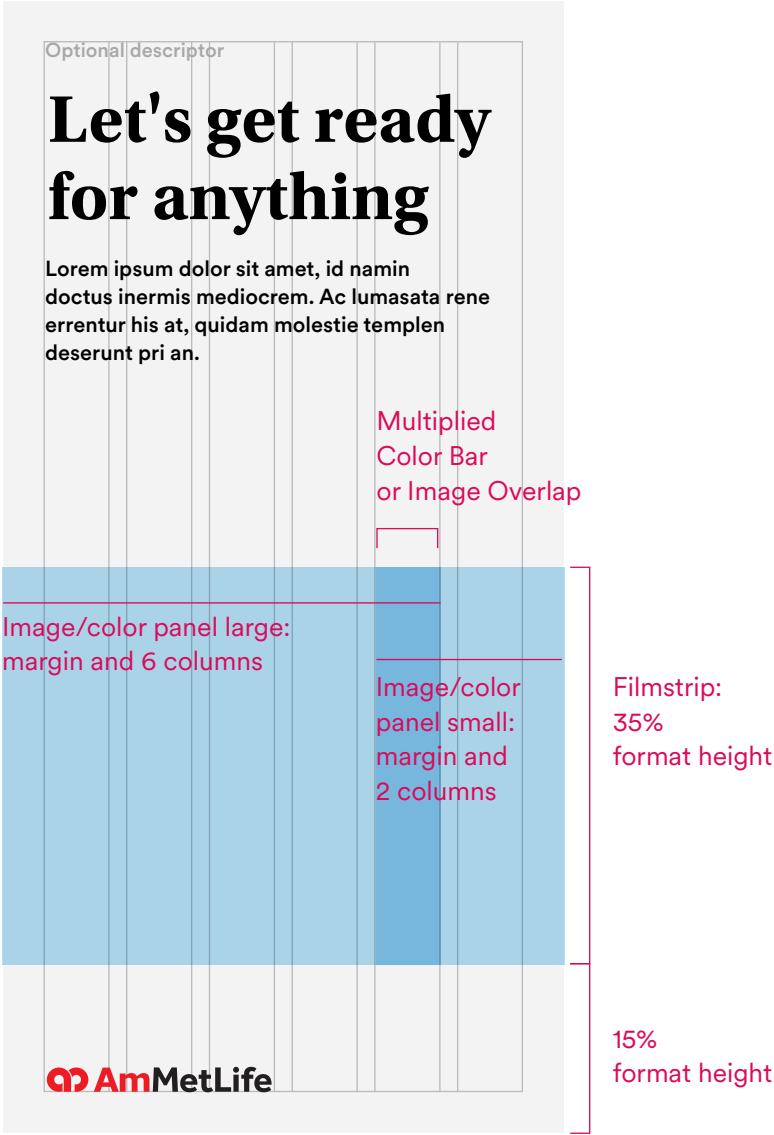 Optional descriptor
Let's get ready
for anything
Lorem ipsum dolor sit amet, id namin
doctus inermis mediocrem. Ac lumasata rene
errentur his at, quidam molestie templen
deserunt pri an.
Multiplied
Color Bar
or Image Overlap
Image/color panel large:
margin and 6 columns
Image/color
panel small:
margin and
2 columns
Filmstrip:
35%
format height
15%
format height
AmMetLife